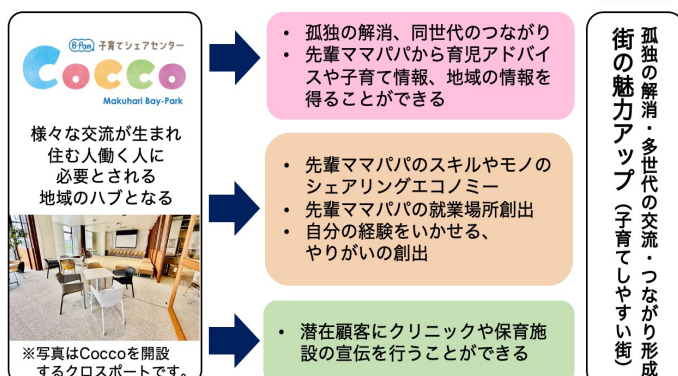 B-Pam 子育てシェアセンター
Cocco
Makuhari Bay-Park
様々な交流が生まれ
住む人働く人に
必要とされる
地域のハブとなる
※写真はCoccoを開設
するクロスポートです。
• 孤独の解消、同世代のつながり
• 先輩ママパパから育児アドバイ
スや子育て情報、地域の情報を
得ることができる
• 先輩ママパパのスキルやモノの
シェアリングエコノミー
• 先輩ママパパの就業場所創出
• 自分の経験をいかせる、
やりがいの創出
• 潜在顧客にクリニックや保育施
設の宣伝を行うことができる
孤独の解消・多世代の交流・つながり形成
街の魅力アップ（子育てしやすい街）